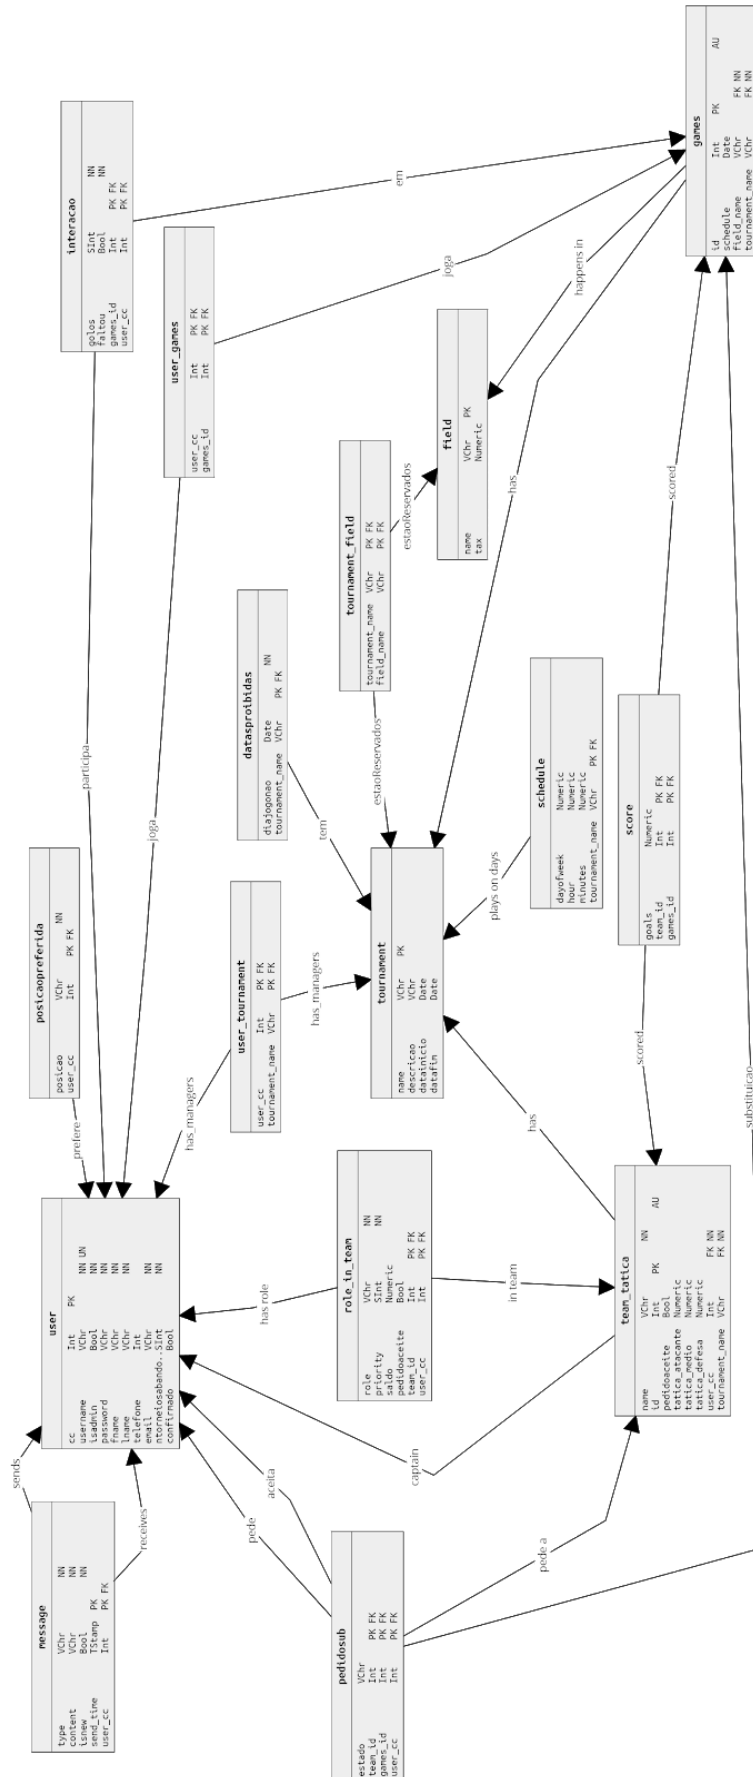 message
type VChr NN
content VChr NN
isnew Bool NN
send_time TStamp PK
user_cc Int PK FK
sends
receives
user
cc Int PK
username VChr NN UN
isadmin Bool NN
password VChr NN
fname VChr NN
lname VChr NN
telefone Int
email VChr NN
ntorneiosabando.. SInt NN
confirmado Bool
prefere
posicaopreferida
posicao VChr NN
user_cc Int PK FK
participa
joga
interacao
golos SInt NN
faltou Bool NN
games_id Int PK FK
user_cc Int PK FK
em
user_games
user_cc Int PK FK
games_id Int PK FK
joga
has_managers
user_tournament
user_cc Int PK FK
tournament_name VChr PK FK
has_managers
datasproibidas
diajogonao Date NN
tournament_name VChr PK FK
tem
tournament_field
tournament_name VChr PK FK
field_name VChr PK FK
estaoReservados
estaoReservados
field
name VChr PK
tax Numeric
happens in
has
tournament
name VChr PK
descricao VChr
datainicio Date
datafim Date
plays on days
schedule
dayofweek Numeric
hour Numeric
minutes Numeric
tournament_name VChr PK FK
has role
role_in_team
role VChr NN
priority SInt NN
saldo Numeric
pedidoaceite Bool
team_id Int PK FK
user_cc Int PK FK
in team
has
captain
aceita
pede
pedidosub
estado VChr
team_id Int PK FK
games_id Int PK FK
user_cc Int PK FK
pede a
team_tatica
name VChr NN
id Int PK AU
pedidoaceite Bool
tatica_atacante Numeric
tatica_medio Numeric
tatica_defesa Numeric
user_cc Int FK NN
tournament_name VChr FK NN
scored
score
goals Numeric
team_id Int PK FK
games_id Int PK FK
scored
substituicao
games
id Int PK AU
schedule Date
field_name VChr FK NN
tournament_name VChr FK NN